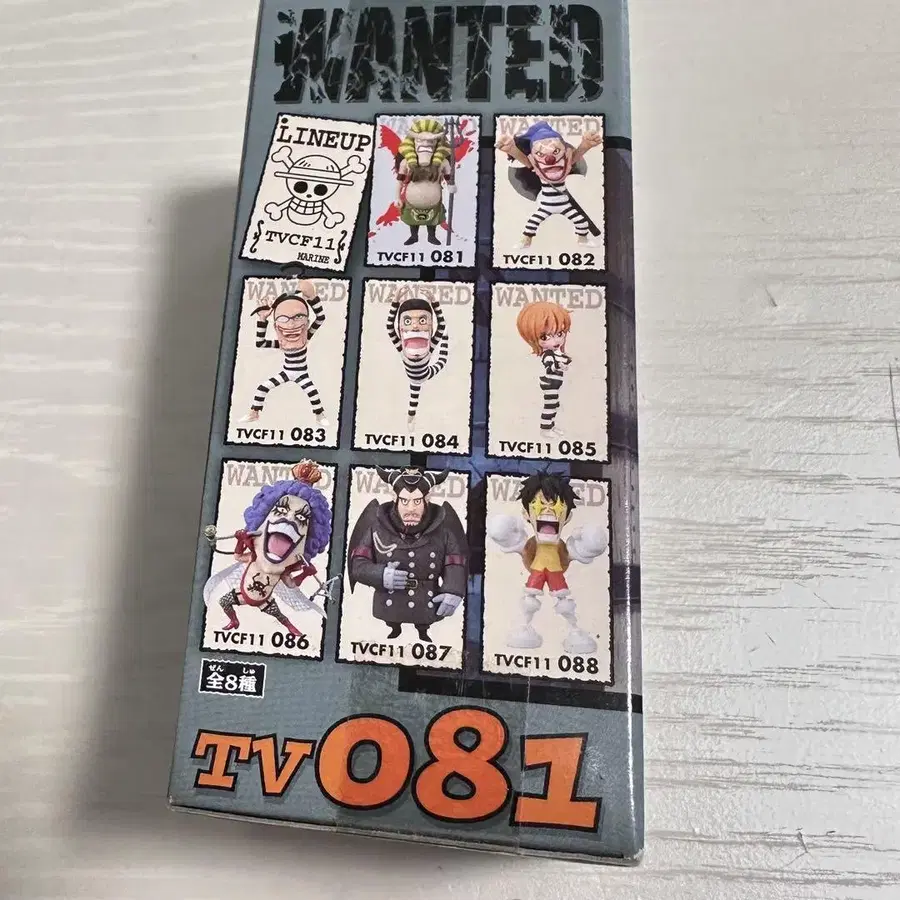 WANTED
LINEUP
TVCF11
MARINE
WANTED
TVCF11 081
WANTED
TVCF11 082
WANTED
TVCF11 083
WANTED
TVCF11 084
WANTED
TVCF11 085
WANTED
TVCF11 086
WANTED
TVCF11 087
WANTED
TVCF11 088
ぜん しゅ
全8種
TV081